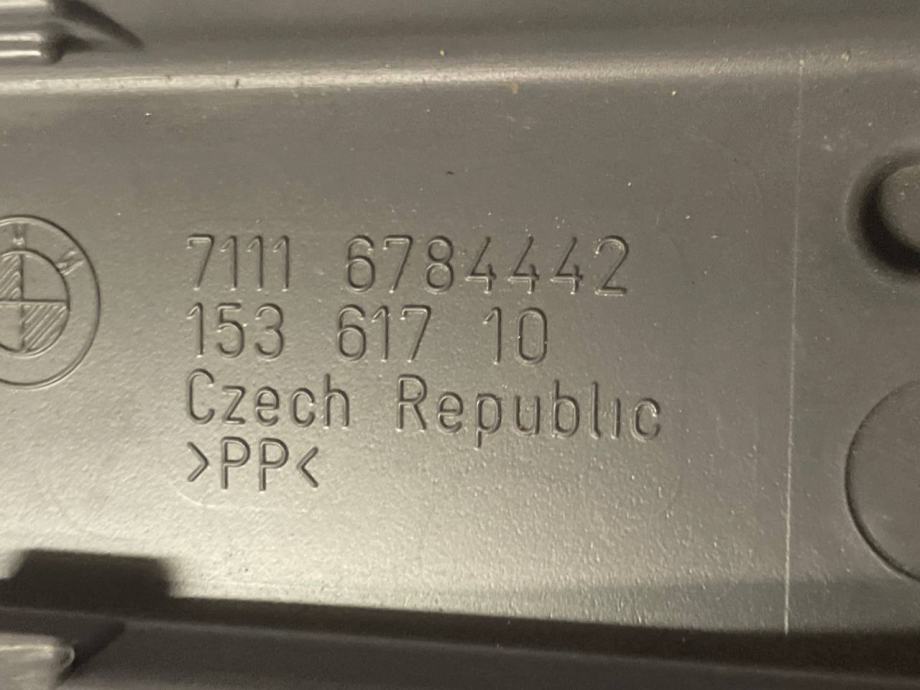 7111 6784442
153 617 10
Czech Republic
>PP<